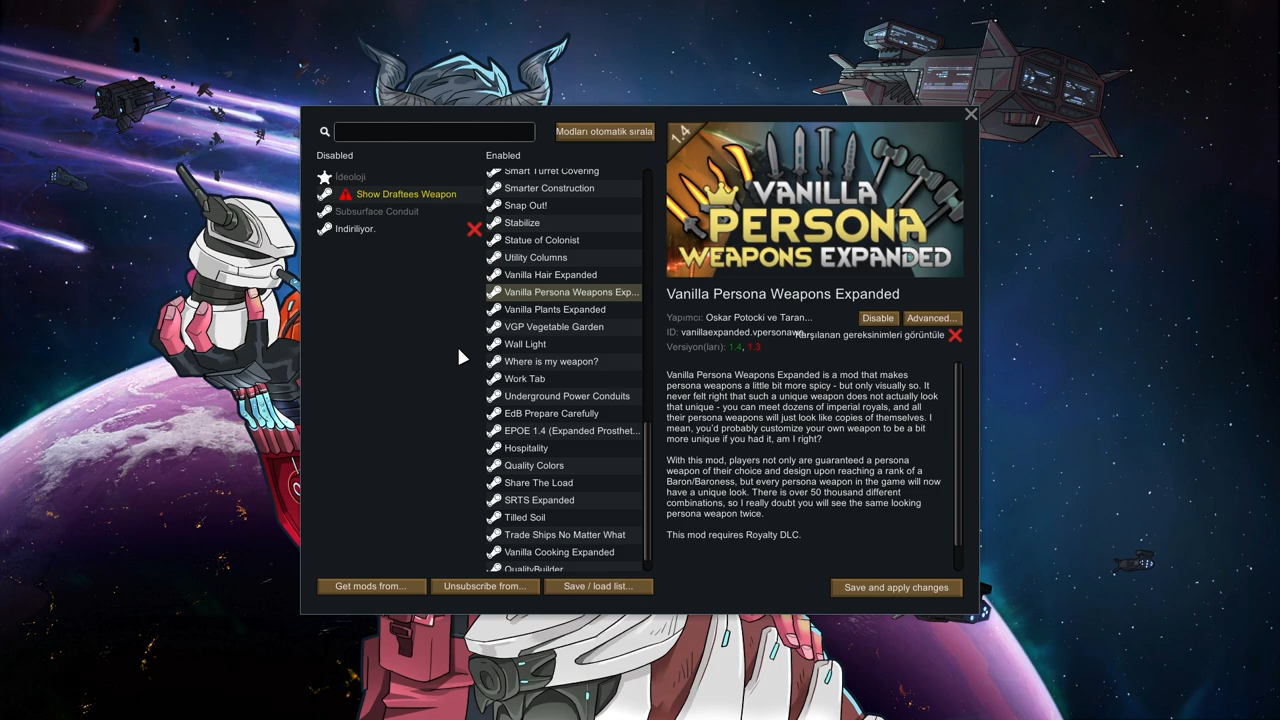 Modları otomatik sırala
Disabled
İdeoloji
Show Draftees Weapon
Subsurface Conduit
Indiriliyor.
Enabled
Smart Turret Covering
Smarter Construction
Snap Out!
Stabilize
Statue of Colonist
Utility Columns
Vanilla Hair Expanded
Vanilla Persona Weapons Exp...
Vanilla Plants Expanded
VGP Vegetable Garden
Wall Light
Where is my weapon?
Work Tab
Underground Power Conduits
EdB Prepare Carefully
EPOE 1.4 (Expanded Prosthet...
Hospitality
Quality Colors
Share The Load
SRTS Expanded
Tilled Soil
Trade Ships No Matter What
Vanilla Cooking Expanded
QualityBuilder
Get mods from...
Unsubscribe from...
Save / load list...
1.4
VANILLA
PERSONA
WEAPONS EXPANDED
Vanilla Persona Weapons Expanded
Yapımcı: Oskar Potocki ve Taran...
Disable
Advanced...
ID: vanillaexpanded.vpersonawe
Karşılanan gereksinimleri görüntüle
Versiyon(ları): 1.4, 1.3
Vanilla Persona Weapons Expanded is a mod that makes
persona weapons a little bit more spicy - but only visually so. It
never felt right that such a unique weapon does not actually look
that unique - you can meet dozens of imperial royals, and all
their persona weapons will just look like copies of themselves. I
mean, you'd probably customize your own weapon to be a bit
more unique if you had it, am I right?
With this mod, players not only are guaranteed a persona
weapon of their choice and design upon reaching a rank of a
Baron/Baroness, but every persona weapon in the game will now
have a unique look. There is over 50 thousand different
combinations, so I really doubt you will see the same looking
persona weapon twice.
This mod requires Royalty DLC.
Save and apply changes